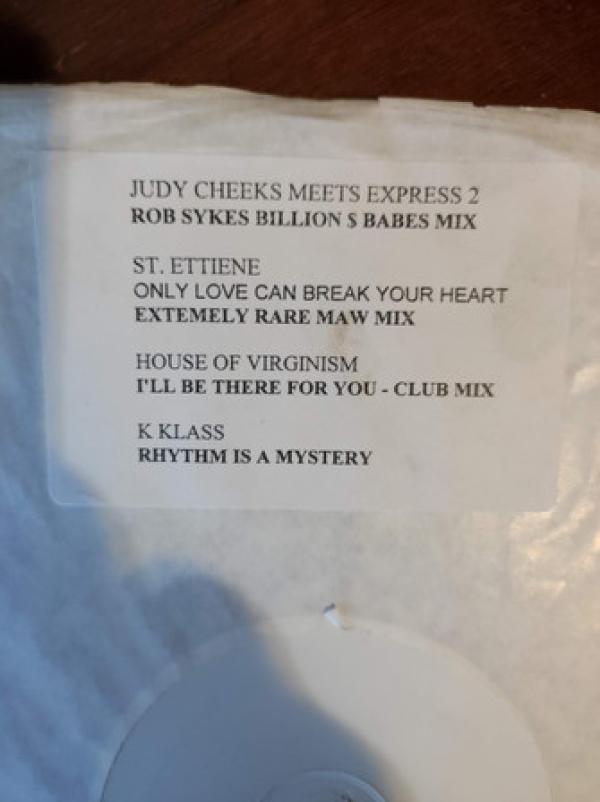 JUDY CHEEKS MEETS EXPRESS 2
ROB SYKES BILLION $ BABES MIX
ST. ETTIENE
ONLY LOVE CAN BREAK YOUR HEART
EXTEMELY RARE MAW MIX
HOUSE OF VIRGINISM
I'LL BE THERE FOR YOU - CLUB MIX
K KLASS
RHYTHM IS A MYSTERY